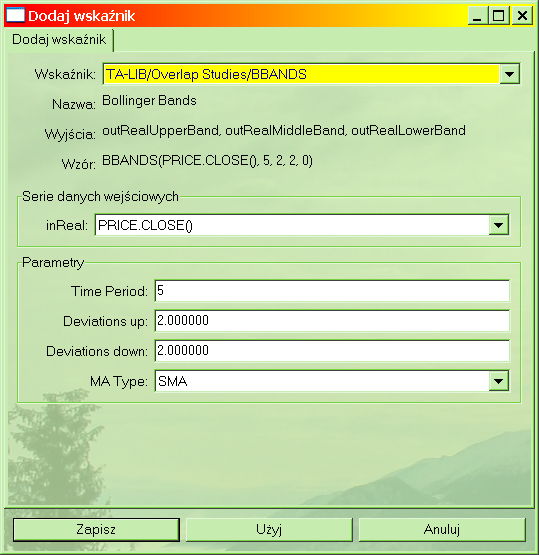 Dodaj wskaźnik
Dodaj wskaźnik
Wskaźnik: TA-LIB/Overlap Studies/BBANDS
Nazwa: Bollinger Bands
Wyjścia: outRealUpperBand, outRealMiddleBand, outRealLowerBand
Wzór: BBANDS(PRICE.CLOSE(), 5, 2, 2, 0)
Serie danych wejściowych
inReal: PRICE.CLOSE()
Parametry
Time Period: 5
Deviations up: 2.000000
Deviations down: 2.000000
MA Type: SMA
Zapisz Użyj Anuluj